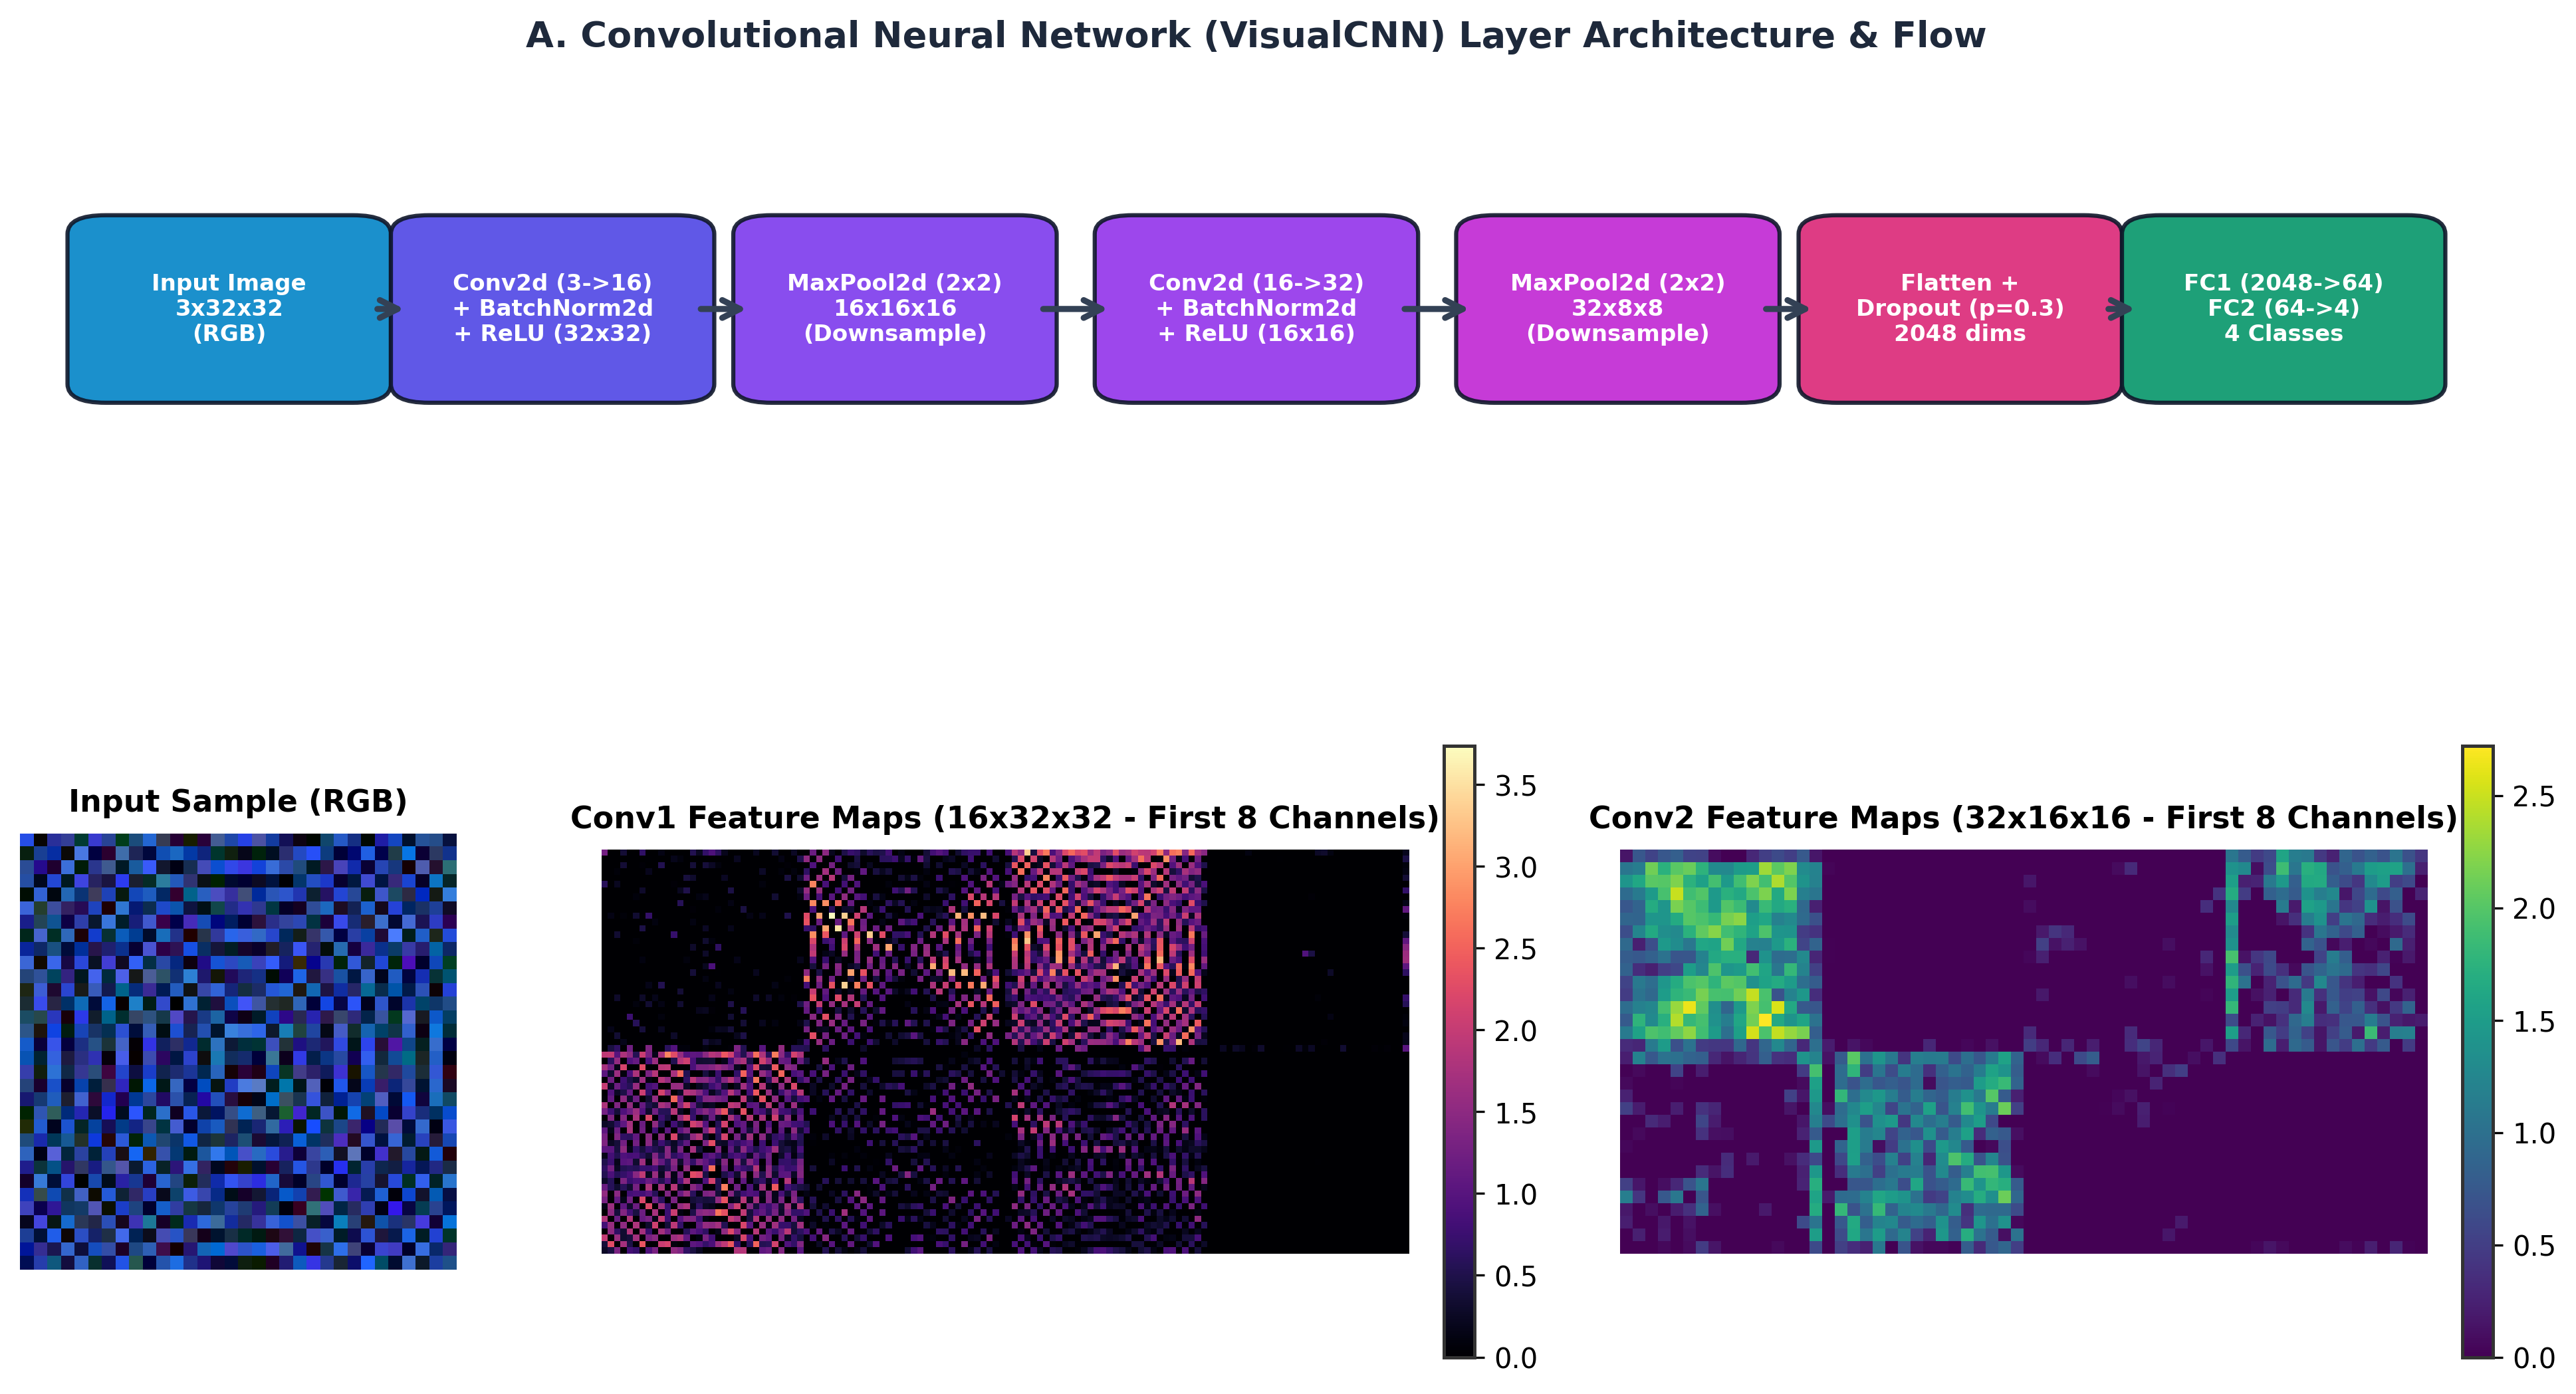 A. Convolutional Neural Network (VisualCNN) Layer Architecture & Flow
Input Image
3x32x32
(RGB)
Conv2d (3->16)
+ BatchNorm2d
+ ReLU (32x32)
MaxPool2d (2x2)
16x16x16
(Downsample)
Conv2d (16->32)
+ BatchNorm2d
+ ReLU (16x16)
MaxPool2d (2x2)
32x8x8
(Downsample)
Flatten +
Dropout (p=0.3)
2048 dims
FC1 (2048->64)
FC2 (64->4)
4 Classes
Input Sample (RGB)
Conv1 Feature Maps (16x32x32 - First 8 Channels)
3.5
3.0
2.5
2.0
1.5
1.0
0.5
0.0
Conv2 Feature Maps (32x16x16 - First 8 Channels)
2.5
2.0
1.5
1.0
0.5
0.0